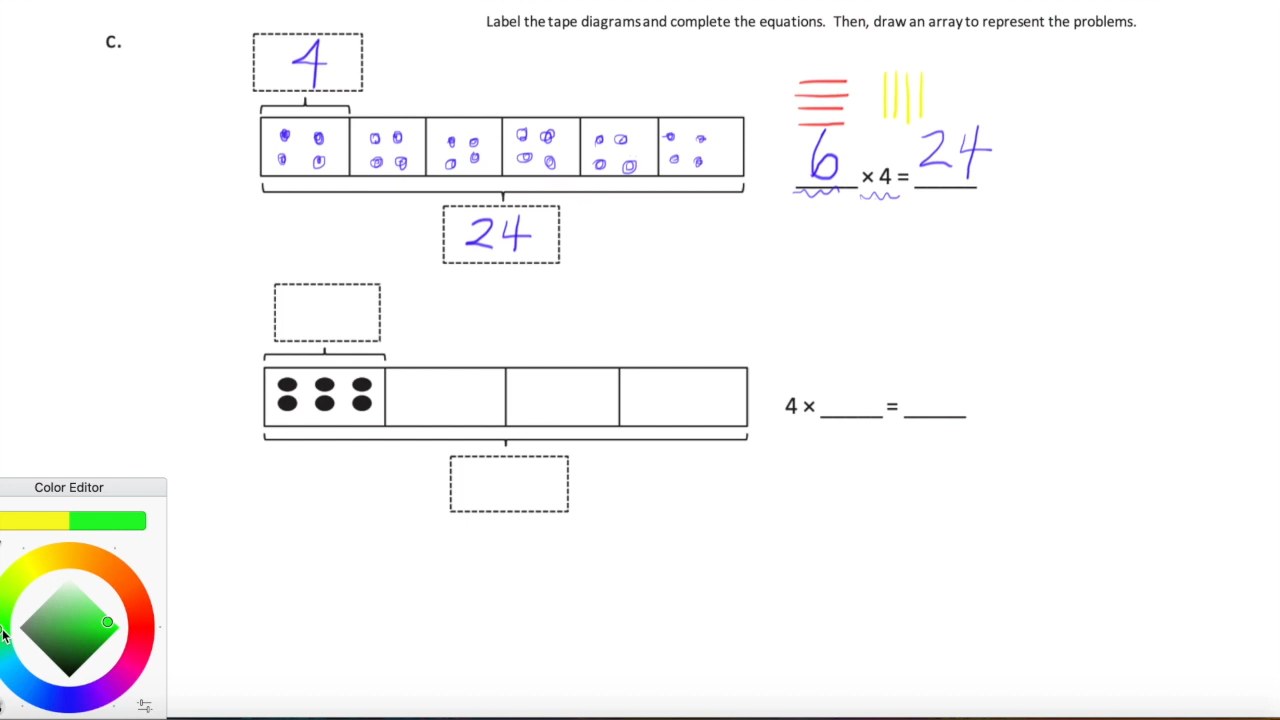 Label the tape diagrams and complete the equations. Then, draw an array to represent the problems.
c.
4
6 × 4 = 24
24
4 × ______ = ______
Color Editor